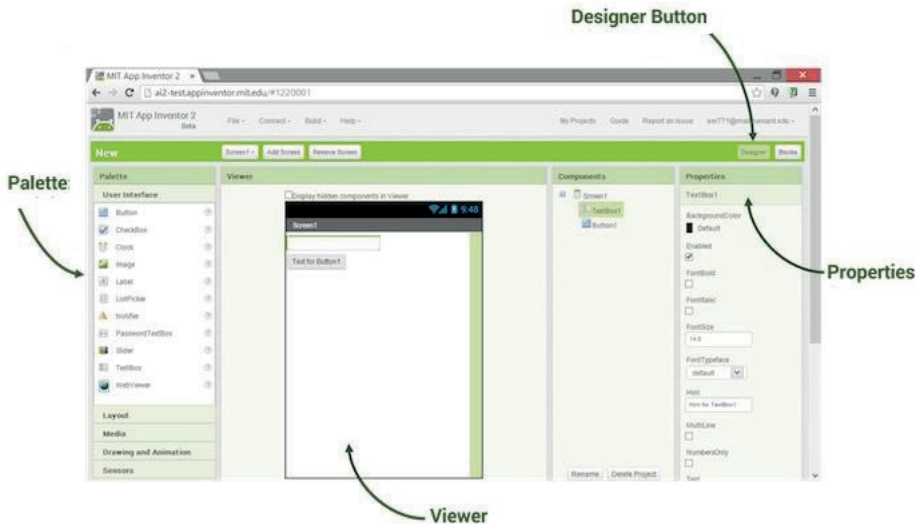 Designer Button
MIT App Inventor 2
ai2-test.appinventor.mit.edu/#1220001
MIT App Inventor 2
Beta
File
Connect
Build
Help
My Projects
Guide
Report an Issue
New
Screen1
Add Screen
Remove Screen
Designer
Blocks
Palette
Palette
User Interface
Button
CheckBox
Clock
Image
Label
ListPicker
Notifier
PasswordTextBox
Slider
TextBox
WebViewer
Layout
Media
Drawing and Animation
Sensors
Viewer
Display hidden components in Viewer
9:48
Screen1
Text for Button1
Components
Screen1
TextBox1
Button1
Rename
Delete Project
Properties
TextBox1
BackgroundColor
Default
Enabled
FontBold
FontItalic
FontSize
14.0
FontTypeface
default
Hint
Hint for TextBox1
MultiLine
NumbersOnly
Text
Properties
Viewer